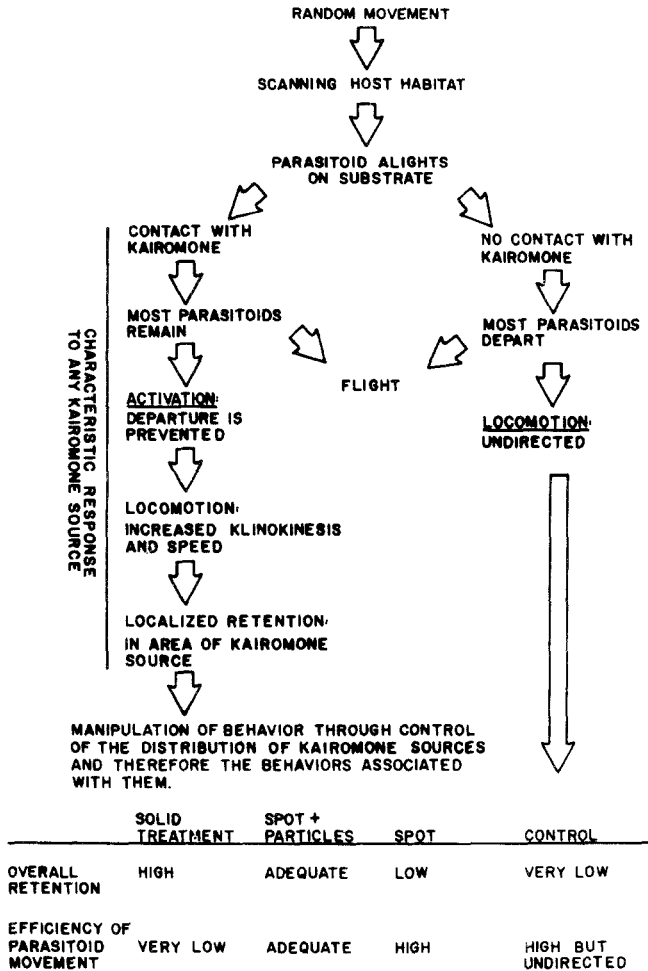 RANDOM MOVEMENT
SCANNING HOST HABITAT
PARASITOID ALIGHTS
ON SUBSTRATE
CONTACT WITH
KAIROMONE
NO CONTACT WITH
KAIROMONE
MOST PARASITOIDS
REMAIN
MOST PARASITOIDS
DEPART
FLIGHT
ACTIVATION:
DEPARTURE IS
PREVENTED
LOCOMOTION:
UNDIRECTED
LOCOMOTION:
INCREASED KLINOKINESIS
AND SPEED
LOCALIZED RETENTION:
IN AREA OF KAIROMONE
SOURCE
CHARACTERISTIC RESPONSE
TO ANY KAIROMONE
SOURCE
MANIPULATION OF BEHAVIOR THROUGH CONTROL
OF THE DISTRIBUTION OF KAIROMONE SOURCES
AND THEREFORE THE BEHAVIORS ASSOCIATED
WITH THEM.
SOLID SPOT +
TREATMENT PARTICLES SPOT CONTROL
OVERALL HIGH ADEQUATE LOW VERY LOW
RETENTION
EFFICIENCY OF
PARASITOID VERY LOW ADEQUATE HIGH HIGH BUT
MOVEMENT UNDIRECTED